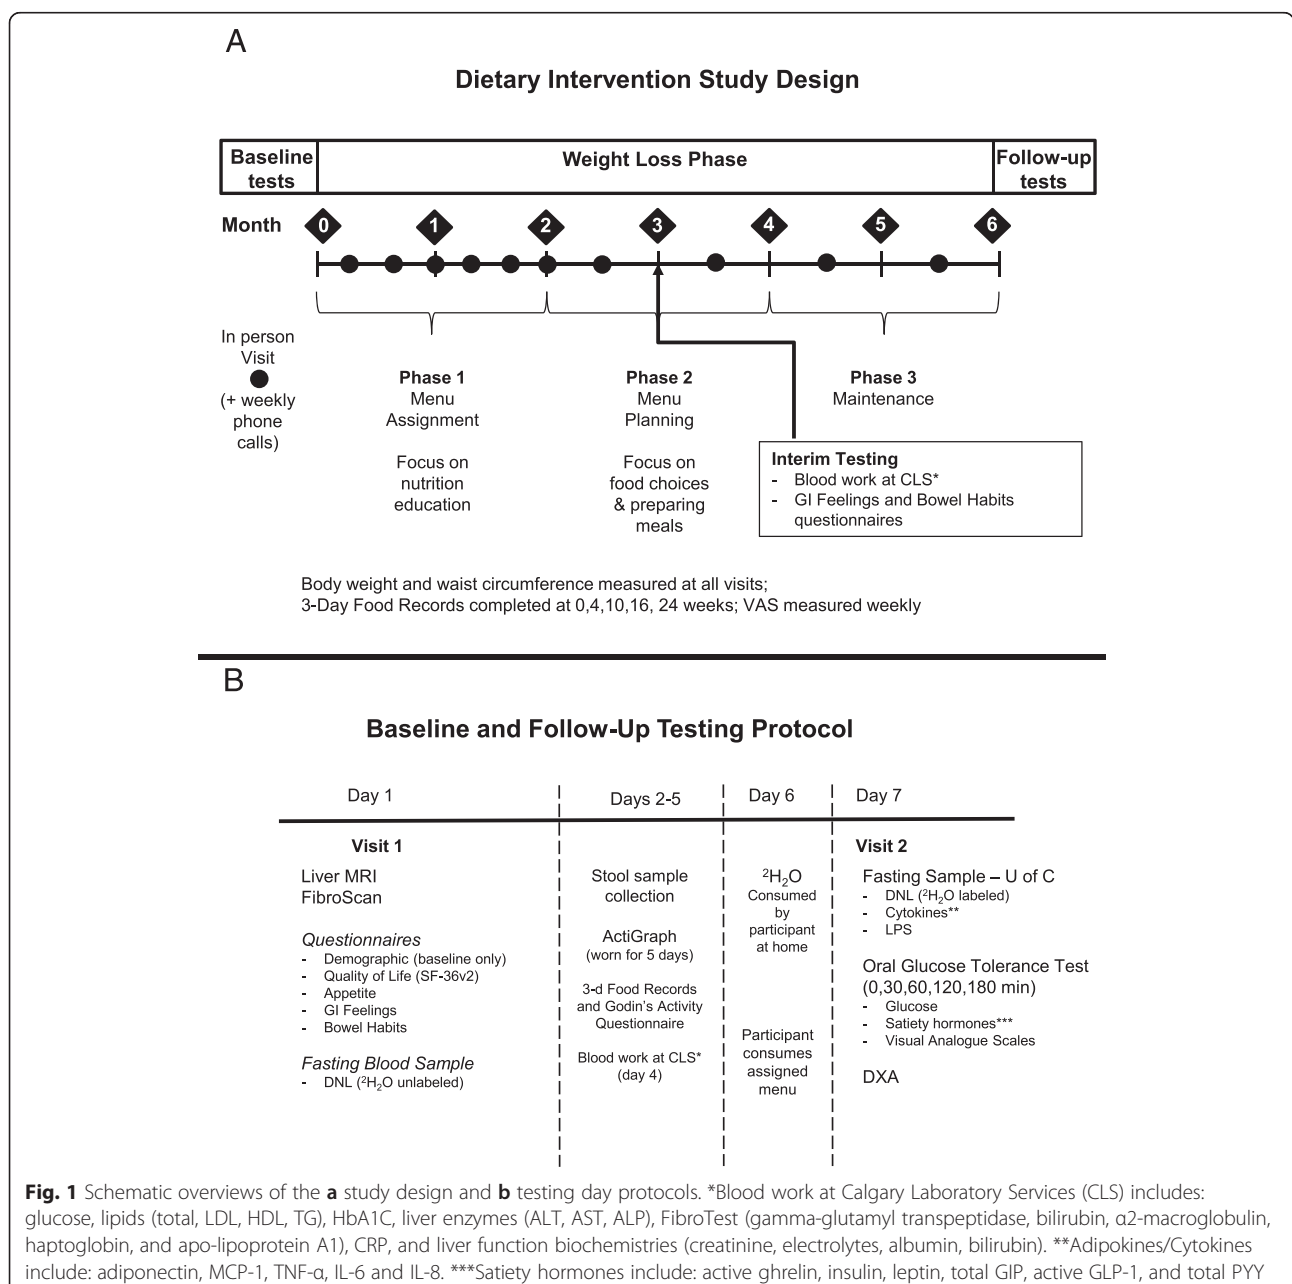 A
Dietary Intervention Study Design
Baseline tests
Weight Loss Phase
Follow-up tests
Month 0 1 2 3 4 5 6
In person
Visit
(+ weekly
phone
calls)
Phase 1
Menu
Assignment
Focus on
nutrition
education
Phase 2
Menu
Planning
Focus on
food choices
& preparing
meals
Phase 3
Maintenance
Interim Testing
- Blood work at CLS*
- GI Feelings and Bowel Habits
questionnaires
Body weight and waist circumference measured at all visits;
3-Day Food Records completed at 0,4,10,16, 24 weeks; VAS measured weekly
B
Baseline and Follow-Up Testing Protocol
Day 1
Days 2-5
Day 6
Day 7
Visit 1
Liver MRI
FibroScan
Questionnaires
- Demographic (baseline only)
- Quality of Life (SF-36v2)
- Appetite
- GI Feelings
- Bowel Habits
Fasting Blood Sample
- DNL (²H₂O unlabeled)
Stool sample
collection
ActiGraph
(worn for 5 days)
3-d Food Records
and Godin's Activity
Questionnaire
Blood work at CLS*
(day 4)
²H₂O
Consumed
by
participant
at home
Participant
consumes
assigned
menu
Visit 2
Fasting Sample – U of C
- DNL (²H₂O labeled)
- Cytokines**
- LPS
Oral Glucose Tolerance Test
(0,30,60,120,180 min)
- Glucose
- Satiety hormones***
- Visual Analogue Scales
DXA
Fig. 1 Schematic overviews of the a study design and b testing day protocols. *Blood work at Calgary Laboratory Services (CLS) includes:
glucose, lipids (total, LDL, HDL, TG), HbA1C, liver enzymes (ALT, AST, ALP), FibroTest (gamma-glutamyl transpeptidase, bilirubin, α2-macroglobulin,
haptoglobin, and apo-lipoprotein A1), CRP, and liver function biochemistries (creatinine, electrolytes, albumin, bilirubin). **Adipokines/Cytokines
include: adiponectin, MCP-1, TNF-α, IL-6 and IL-8. ***Satiety hormones include: active ghrelin, insulin, leptin, total GIP, active GLP-1, and total PYY